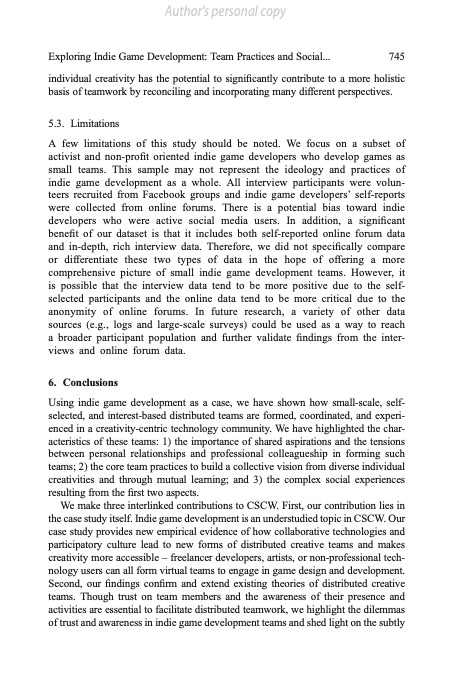 Author's personal copy
Exploring Indie Game Development: Team Practices and Social...
745
individual creativity has the potential to significantly contribute to a more holistic
basis of teamwork by reconciling and incorporating many different perspectives.
5.3. Limitations
A few limitations of this study should be noted. We focus on a subset of
activist and non-profit oriented indie game developers who develop games as
small teams. This sample may not represent the ideology and practices of
indie game development as a whole. All interview participants were volun-
teers recruited from Facebook groups and indie game developers' self-reports
were collected from online forums. There is a potential bias toward indie
developers who were active social media users. In addition, a significant
benefit of our dataset is that it includes both self-reported online forum data
and in-depth, rich interview data. Therefore, we did not specifically compare
or differentiate these two types of data in the hope of offering a more
comprehensive picture of small indie game development teams. However, it
is possible that the interview data tend to be more positive due to the self-
selected participants and the online data tend to be more critical due to the
anonymity of online forums. In future research, a variety of other data
sources (e.g., logs and large-scale surveys) could be used as a way to reach
a broader participant population and further validate findings from the inter-
views and online forum data.
6. Conclusions
Using indie game development as a case, we have shown how small-scale, self-
selected, and interest-based distributed teams are formed, coordinated, and experi-
enced in a creativity-centric technology community. We have highlighted the char-
acteristics of these teams: 1) the importance of shared aspirations and the tensions
between personal relationships and professional colleagueship in forming such
teams; 2) the core team practices to build a collective vision from diverse individual
creativities and through mutual learning; and 3) the complex social experiences
resulting from the first two aspects.
We make three interlinked contributions to CSCW. First, our contribution lies in
the case study itself. Indie game development is an understudied topic in CSCW. Our
case study provides new empirical evidence of how collaborative technologies and
participatory culture lead to new forms of distributed creative teams and makes
creativity more accessible – freelancer developers, artists, or non-professional tech-
nology users can all form virtual teams to engage in game design and development.
Second, our findings confirm and extend existing theories of distributed creative
teams. Though trust on team members and the awareness of their presence and
activities are essential to facilitate distributed teamwork, we highlight the dilemmas
of trust and awareness in indie game development teams and shed light on the subtly